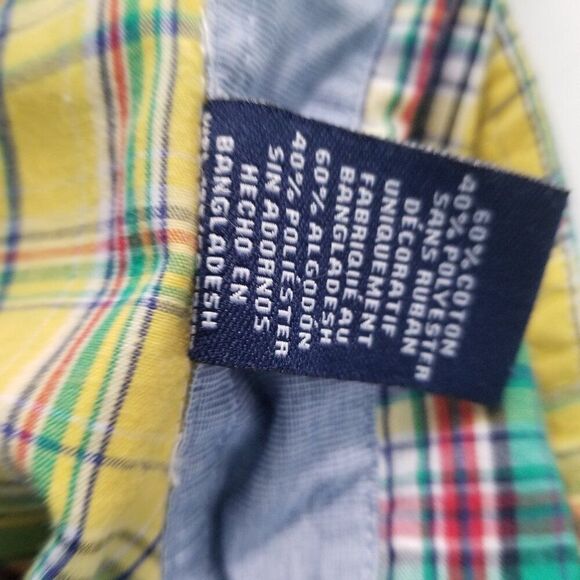 60% COTON
40% POLYESTER
SANS RUBAN
DÉCORATIF
UNIQUEMENT
FABRIQUÉ AU
BANGLADESH
60% ALGODÓN
40% POLIESTER
SIN ADORNOS
HECHO EN
BANGLADESH